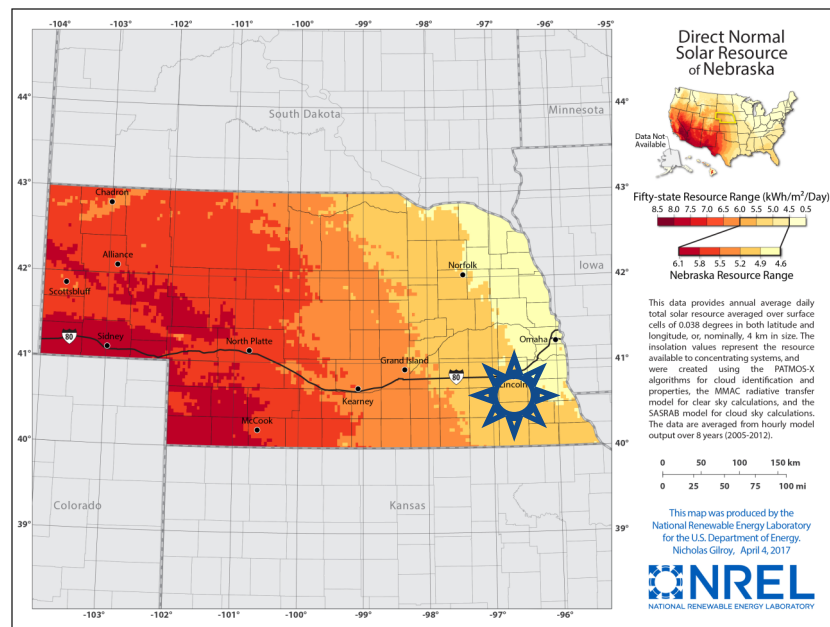 -104° -103° -102° -101° -100° -99° -98° -97° -96°
44°
43°
42°
41°
40°
39°
44°
43°
42°
41°
40°
39°
-103° -102° -101° -100° -99° -98° -97° -96°
South Dakota
Minnesota
Iowa
Colorado
Kansas
Chadron
Alliance
Scottsbluff
Norfolk
80
Sidney
North Platte
Omaha
Grand Island
80
Lincoln
Kearney
McCook
Direct Normal
Solar Resource
of Nebraska
Data Not
Available
Fifty-state Resource Range (kWh/m²/Day)
8.5 8.0 7.5 7.0 6.5 6.0 5.5 5.0 4.5 0.5
6.1 5.8 5.5 5.2 4.9 4.6
Nebraska Resource Range
This data provides annual average daily
total solar resource averaged over surface
cells of 0.038 degrees in both latitude and
longitude, or, nominally, 4 km in size. The
insolation values represent the resource
available to concentrating systems, and
were created using the PATMOS-X
algorithms for cloud identification and
properties, the MMAC radiative transfer
model for clear sky calculations, and the
SASRAB model for cloud sky calculations.
The data are averaged from hourly model
output over 8 years (2005-2012).
0 50 100 150 km
0 25 50 75 100 mi
This map was produced by the
National Renewable Energy Laboratory
for the U.S. Department of Energy.
Nicholas Gilroy, April 4, 2017
NREL
NATIONAL RENEWABLE ENERGY LABORATORY